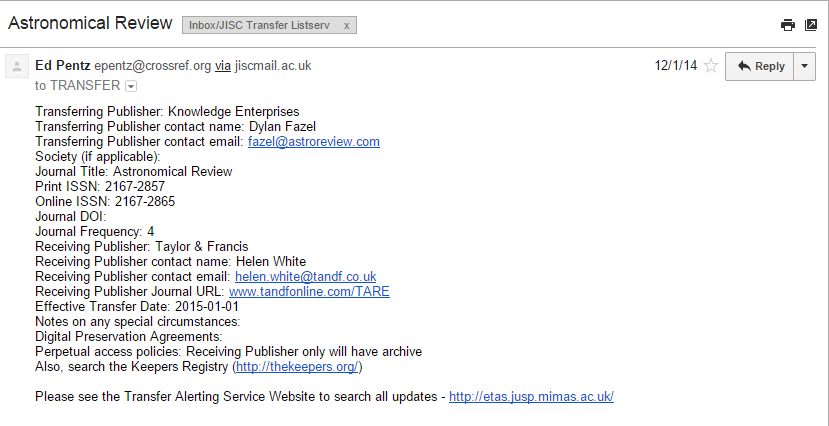 Astronomical Review Inbox/JISC Transfer Listserv x
Ed Pentz epentz@crossref.org via jiscmail.ac.uk 12/1/14 Reply
to TRANSFER
Transferring Publisher: Knowledge Enterprises
Transferring Publisher contact name: Dylan Fazel
Transferring Publisher contact email: fazel@astroreview.com
Society (if applicable):
Journal Title: Astronomical Review
Print ISSN: 2167-2857
Online ISSN: 2167-2865
Journal DOI:
Journal Frequency: 4
Receiving Publisher: Taylor & Francis
Receiving Publisher contact name: Helen White
Receiving Publisher contact email: helen.white@tandf.co.uk
Receiving Publisher Journal URL: www.tandfonline.com/TARE
Effective Transfer Date: 2015-01-01
Notes on any special circumstances:
Digital Preservation Agreements:
Perpetual access policies: Receiving Publisher only will have archive
Also, search the Keepers Registry (http://thekeepers.org/)
Please see the Transfer Alerting Service Website to search all updates - http://etas.jusp.mimas.ac.uk/